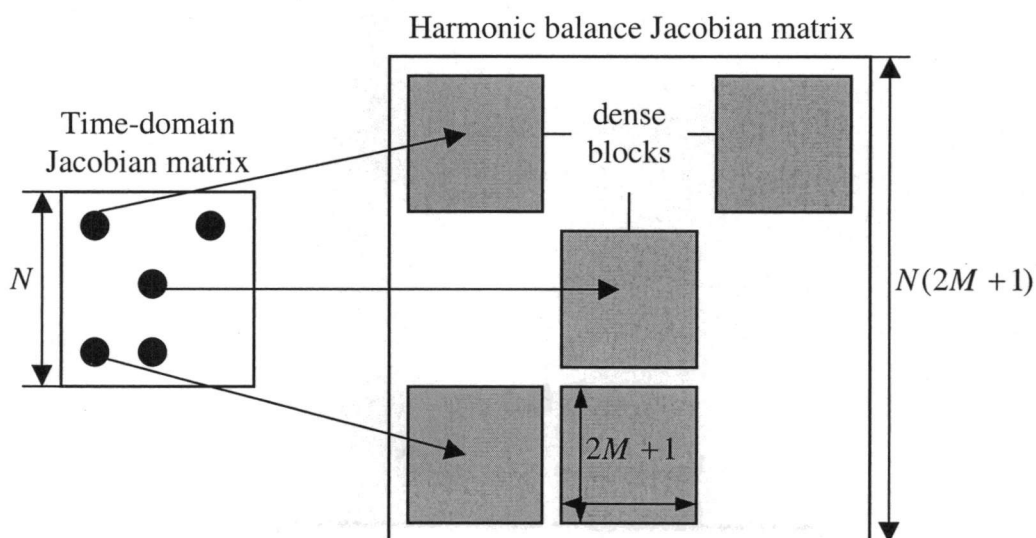 Harmonic balance Jacobian matrix
Time-domain
Jacobian matrix
dense
blocks
N
N(2M + 1)
2M + 1